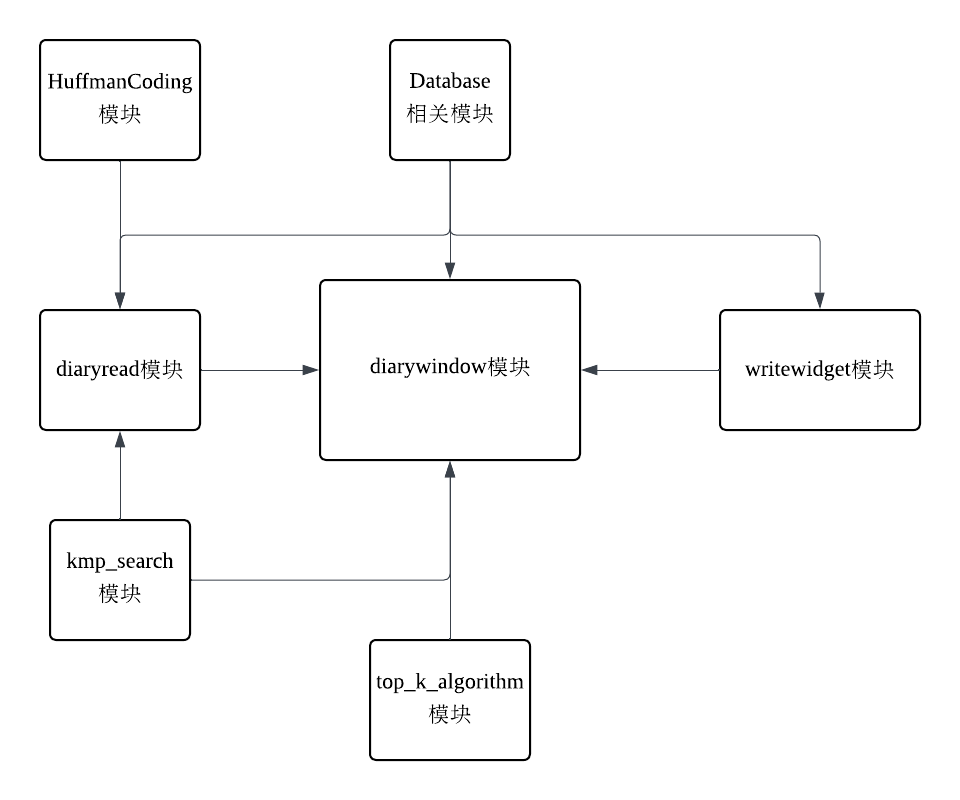 HuffmanCoding
模块
Database
相关模块
diaryread模块
diarywindow模块
writewidget模块
kmp_search
模块
top_k_algorithm
模块